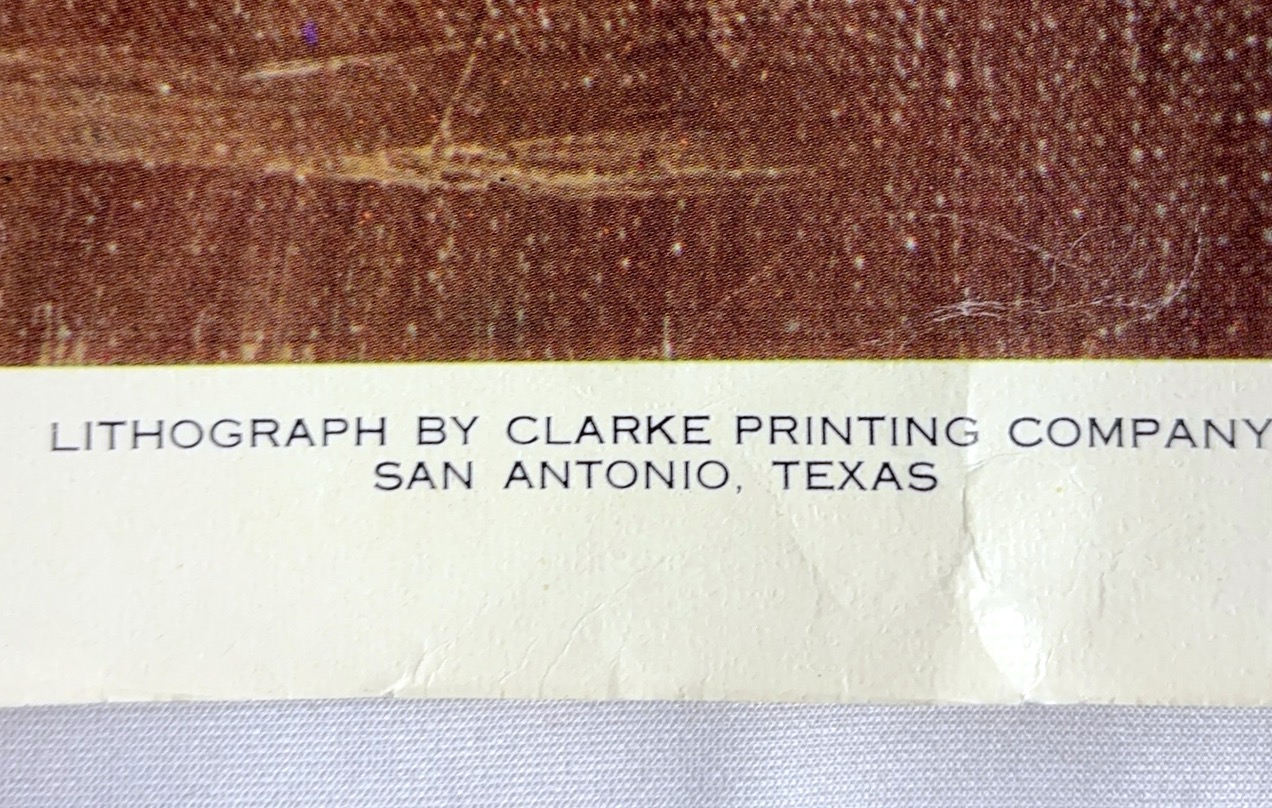 LITHOGRAPH BY CLARKE PRINTING COMPANY
SAN ANTONIO, TEXAS